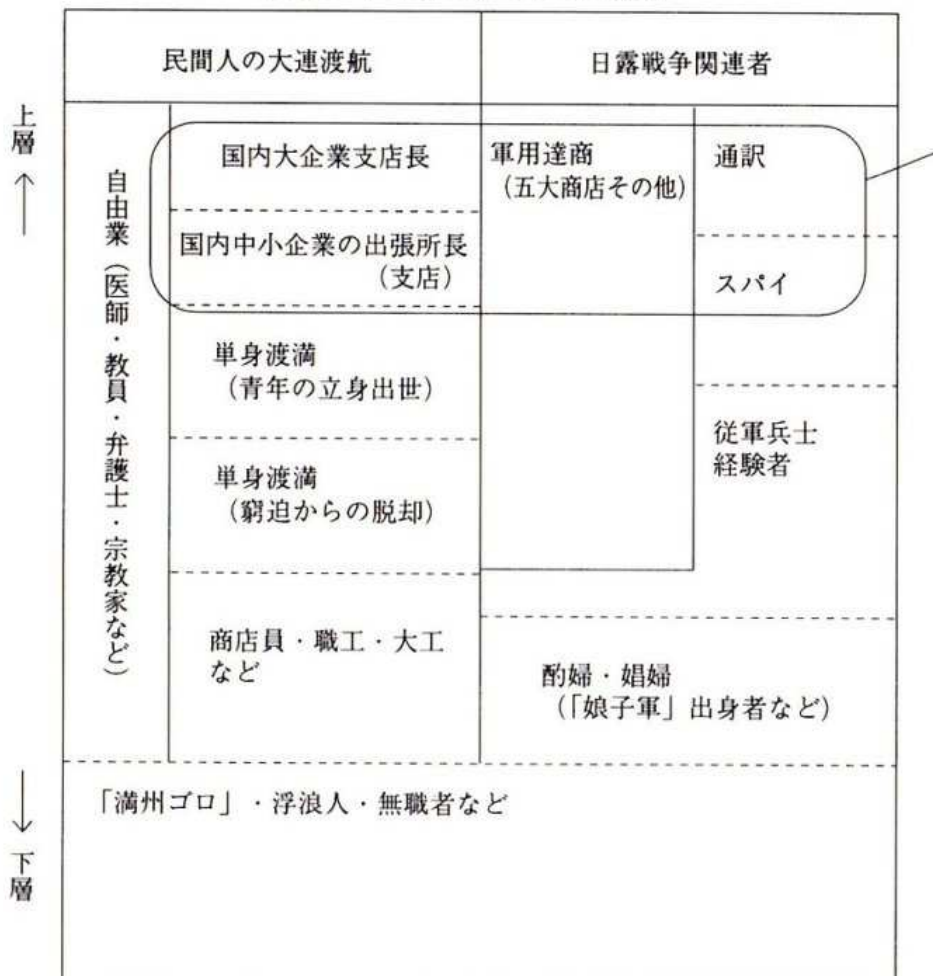 民間人の大連渡航
日露戦争関連者
上層
自由業（医師・教員・弁護士・宗教家など）
国内大企業支店長
国内中小企業の出張所長
（支店）
単身渡満
（青年の立身出世）
単身渡満
（窮迫からの脱却）
商店員・職工・大工
など
軍用達商
（五大商店その他）
通訳
スパイ
従軍兵士
経験者
酌婦・娼婦
（「娘子軍」出身者など）
「満州ゴロ」・浮浪人・無職者など
下層